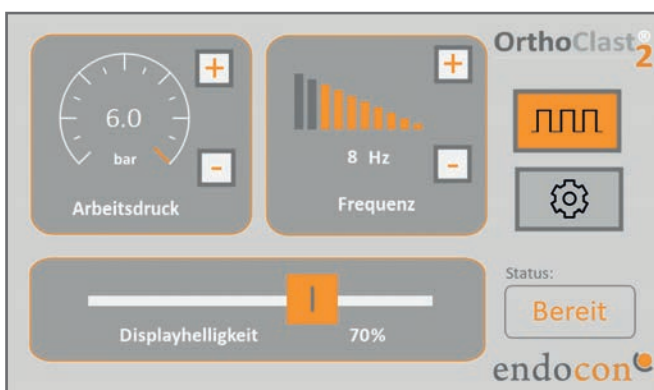 OrthoClast® 2
+
6.0
bar
-
Arbeitsdruck
+
8 Hz
-
Frequenz
Displayhelligkeit 70%
Status:
Bereit
endocon